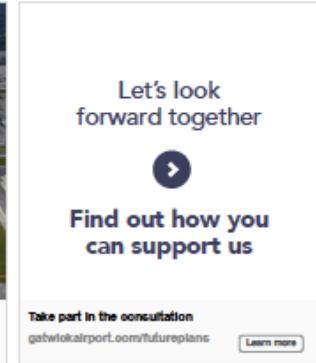 Let's look
forward together
Find out how you
can support us
Take part in the consultation
gatwickairport.com/futureplans
Learn more